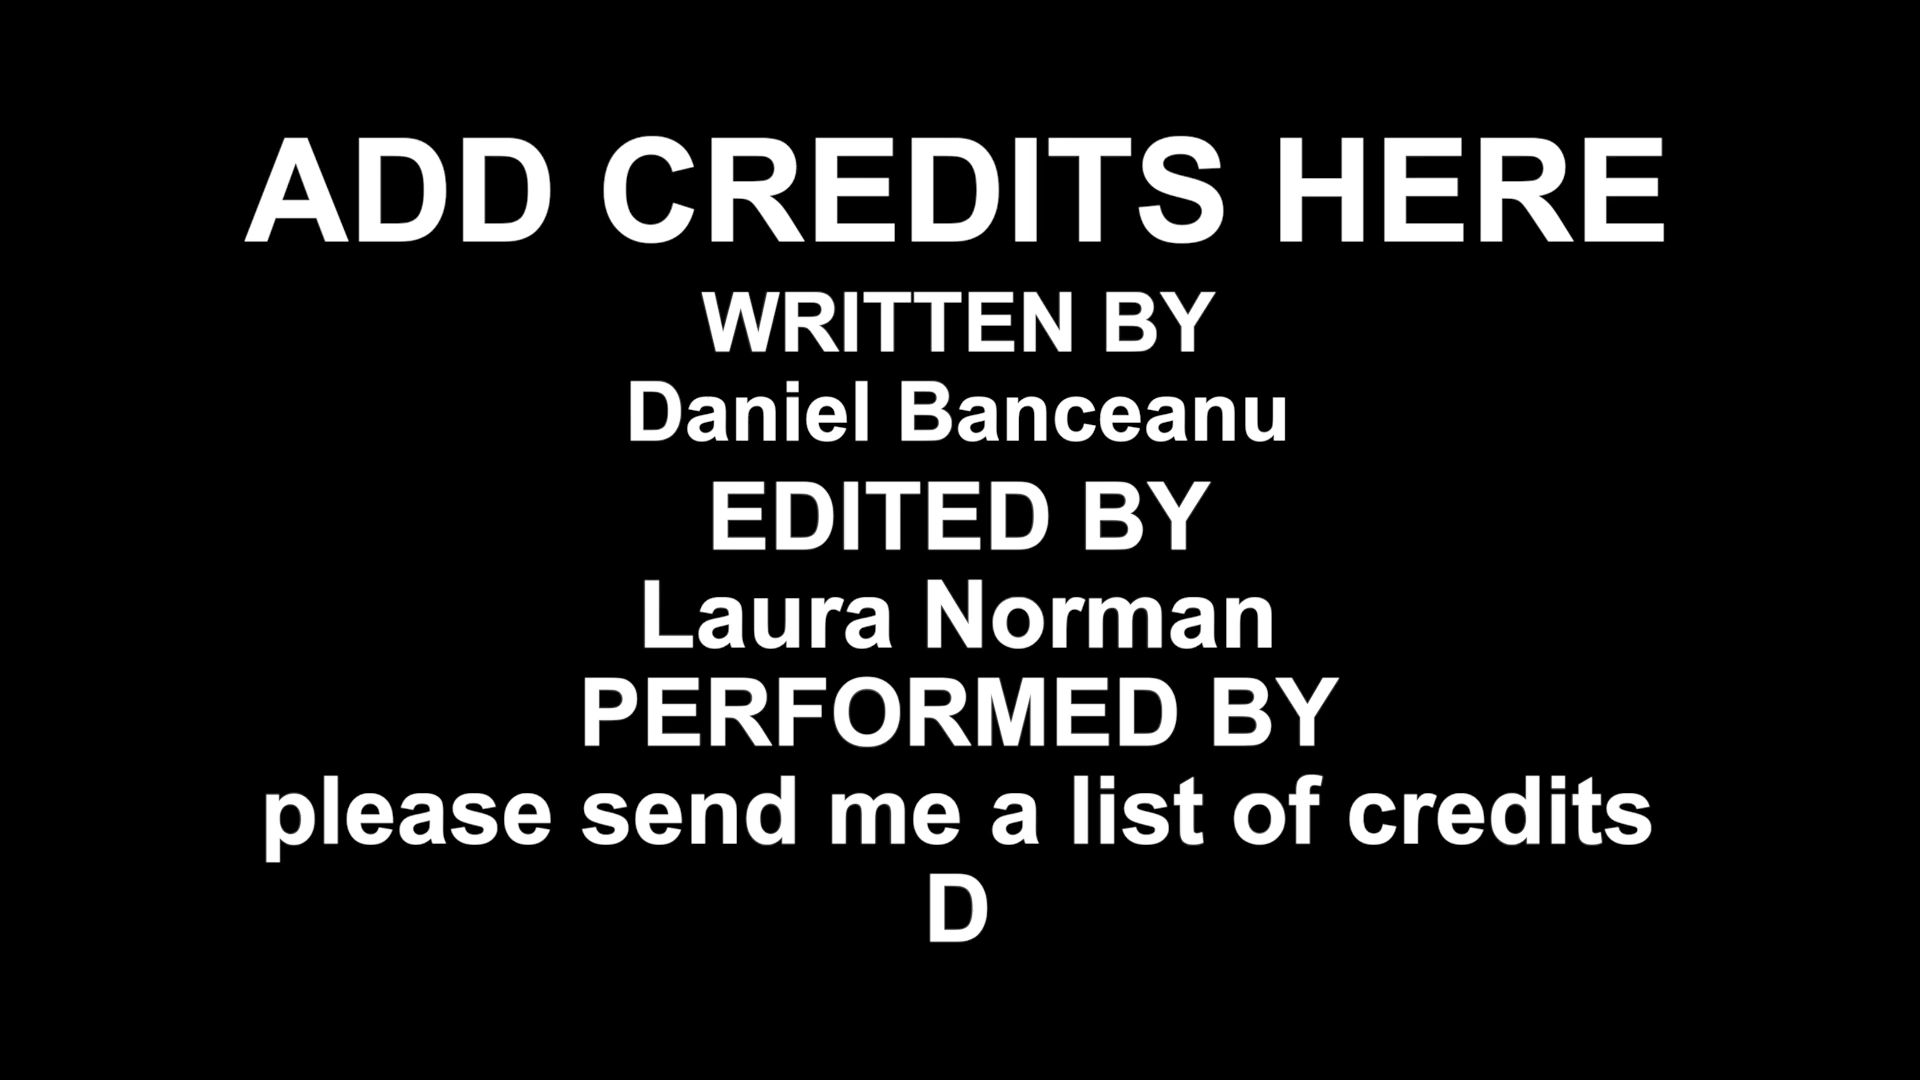 ADD CREDITS HERE
WRITTEN BY
Daniel Banceanu
EDITED BY
Laura Norman
PERFORMED BY
please send me a list of credits
D